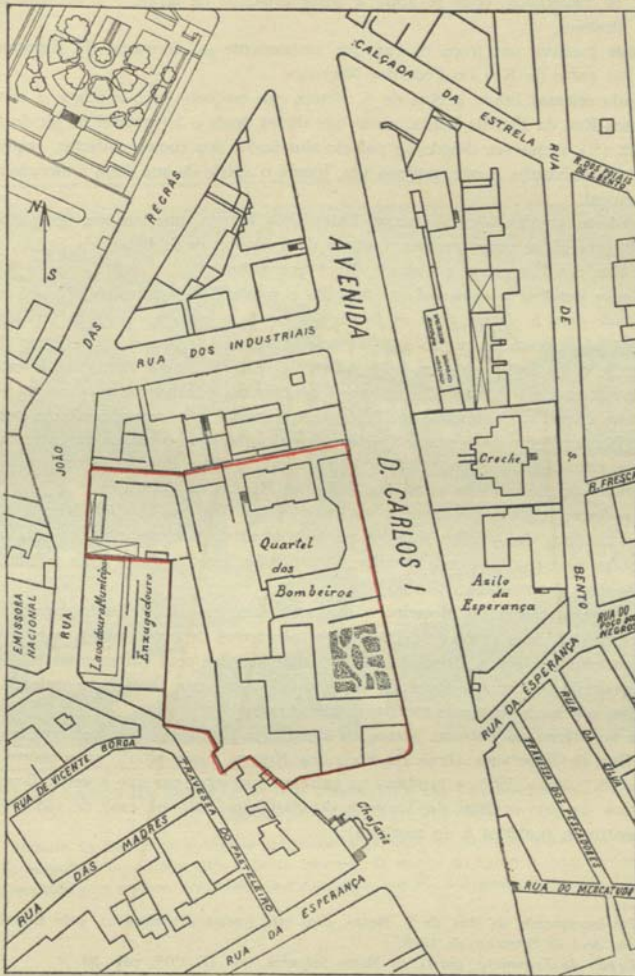 CALÇADA DA ESTRELA
RUA DE S. BENTO
R. DOS POIAIS
DE S. BENTO
N
S
RUA JOÃO DAS REGRAS
AVENIDA D. CARLOS I
RUA DOS INDUSTRIAIS
Creche
R. FRESCA
Quartel
dos
Bombeiros
Azilo
da
Esperança
EMISSORA
NACIONAL
Lavadouro Municipal
Enxugadouro
RUA DO
POÇO DOS
NEGROS
RUA DA ESPERANÇA
RUA DA SILVA
TRAVESSA DOS PESCADORES
RUA DE VICENTE BORGA
TRAVESSA DO PASTELEIRO
Chafariz
RUA DAS MADRES
RUA DO MERCATUDO
RUA DA ESPERANÇA